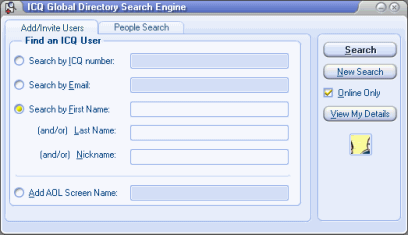 ICQ Global Directory Search Engine
Add/Invite Users
People Search
Find an ICQ User
Search by ICQ number:
Search by Email:
Search by First Name:
(and/or) Last Name:
(and/or) Nickname:
Add AOL Screen Name:
Search
New Search
Online Only
View My Details